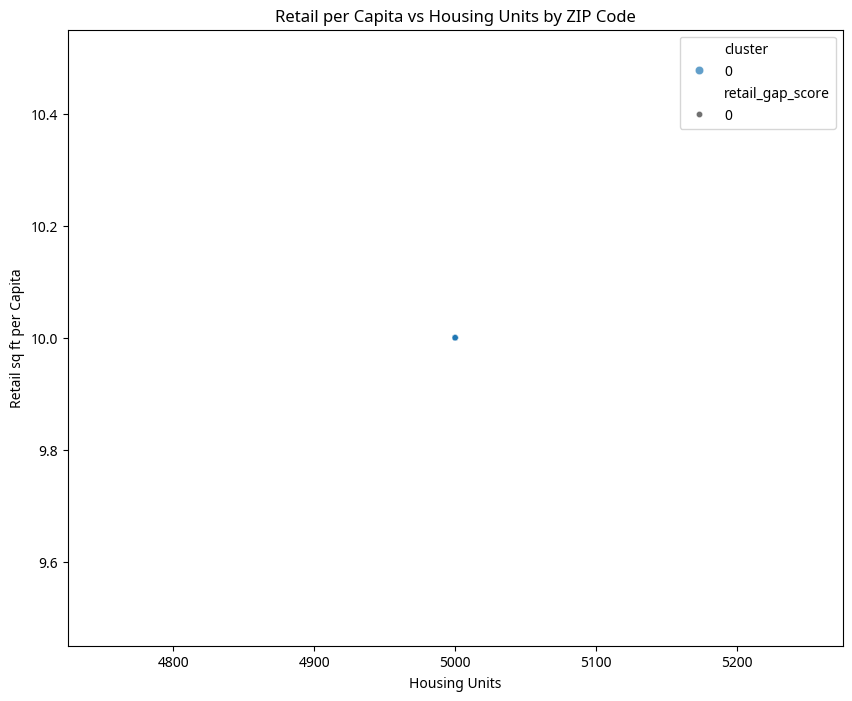 Retail per Capita vs Housing Units by ZIP Code
cluster
0
retail_gap_score
0
Retail sq ft per Capita
10.4
10.2
10.0
9.8
9.6
4800
4900
5000
5100
5200
Housing Units